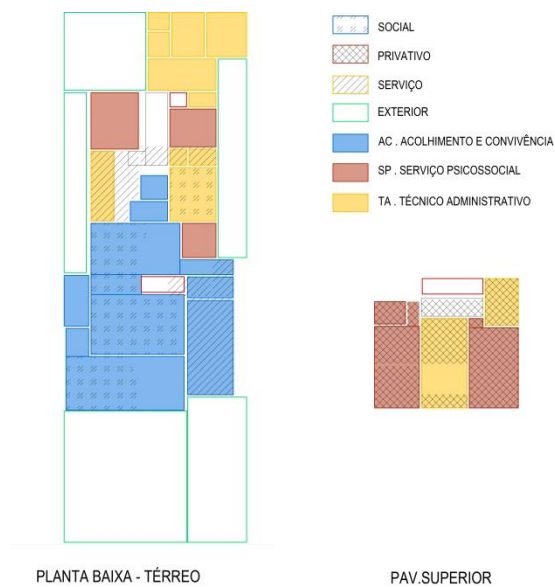 SOCIAL
PRIVATIVO
SERVIÇO
EXTERIOR
AC . ACOLHIMENTO E CONVIVÊNCIA
SP . SERVIÇO PSICOSSOCIAL
TA . TÉCNICO ADMINISTRATIVO
PLANTA BAIXA - TÉRREO
PAV.SUPERIOR